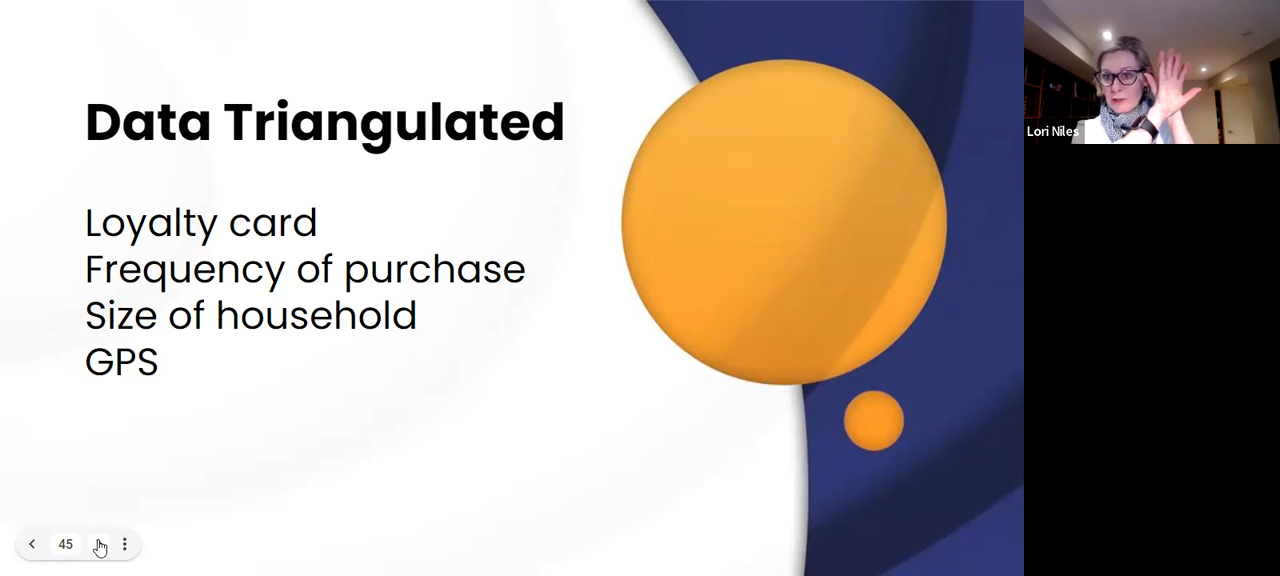 Data Triangulated
Loyalty card
Frequency of purchase
Size of household
GPS
45
Lori Niles